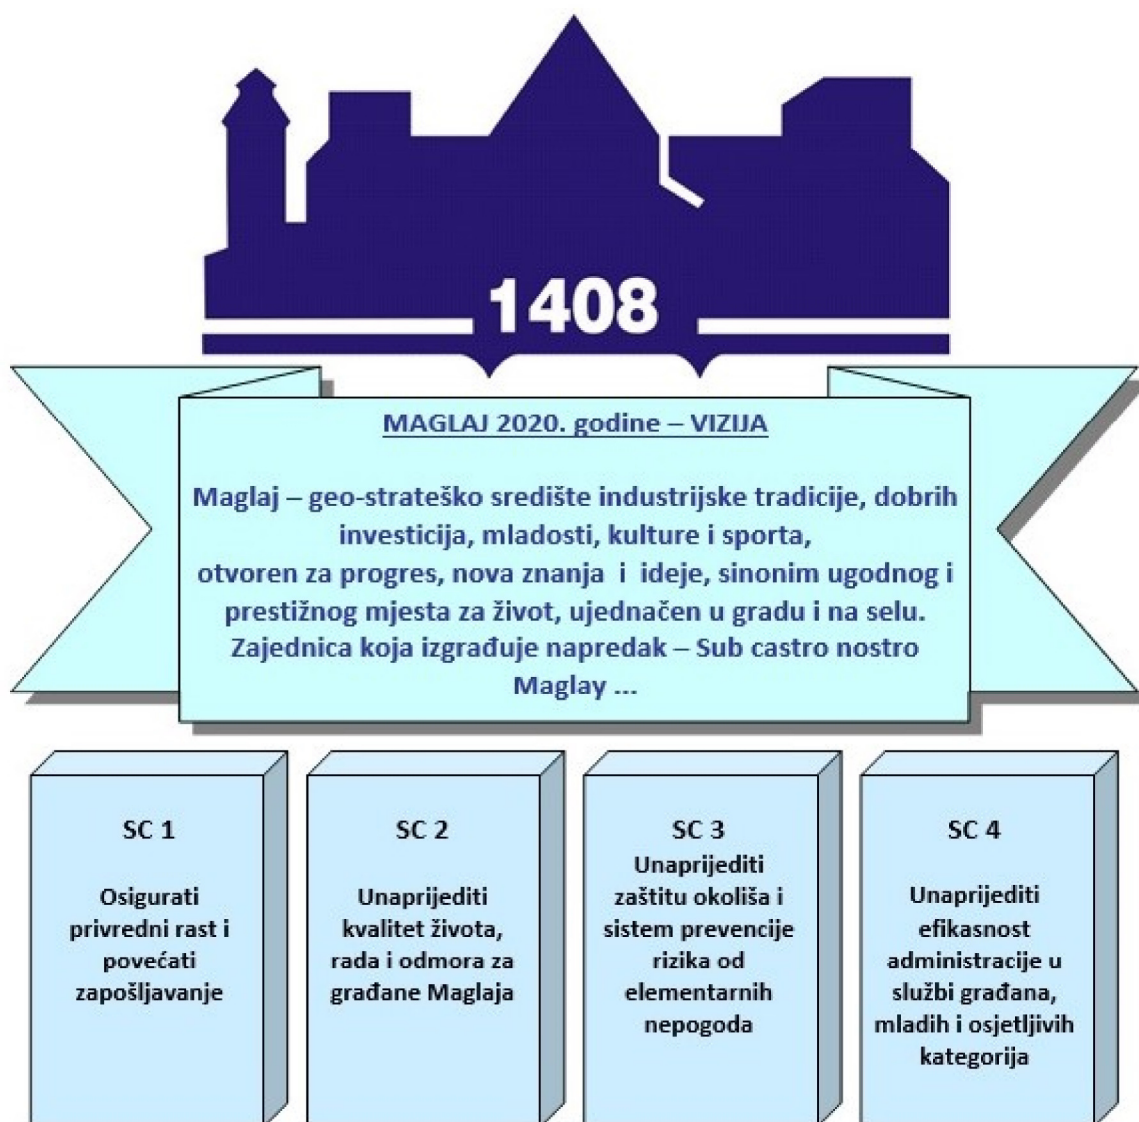 1408
MAGLAJ 2020. godine – VIZIJA
Maglaj – geo-strateško središte industrijske tradicije, dobrih
investicija, mladosti, kulture i sporta,
otvoren za progres, nova znanja i ideje, sinonim ugodnog i
prestižnog mjesta za život, ujednačen u gradu i na selu.
Zajednica koja izgrađuje napredak – Sub castro nostro
Maglay ...
SC 1
Osigurati
privredni rast i
povećati
zapošljavanje
SC 2
Unaprijediti
kvalitet života,
rada i odmora za
građane Maglaja
SC 3
Unaprijediti
zaštitu okoliša i
sistem prevencije
rizika od
elementarnih
nepogoda
SC 4
Unaprijediti
efikasnost
administracije u
službi građana,
mladih i osjetljivih
kategorija